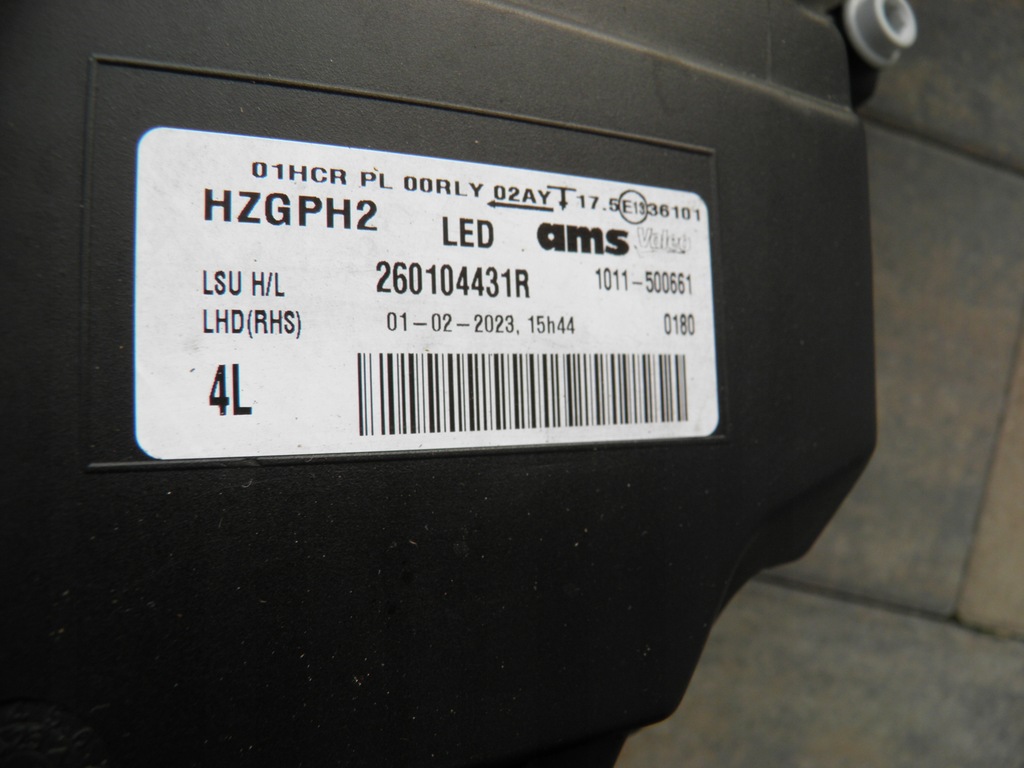 01HCR PL 00RLY 02AY 17.5 E13 36101
HZGPH2 LED ams Valeo
LSU H/L 260104431R 1011-500661
LHD(RHS) 01-02-2023, 15h44 0180
4L